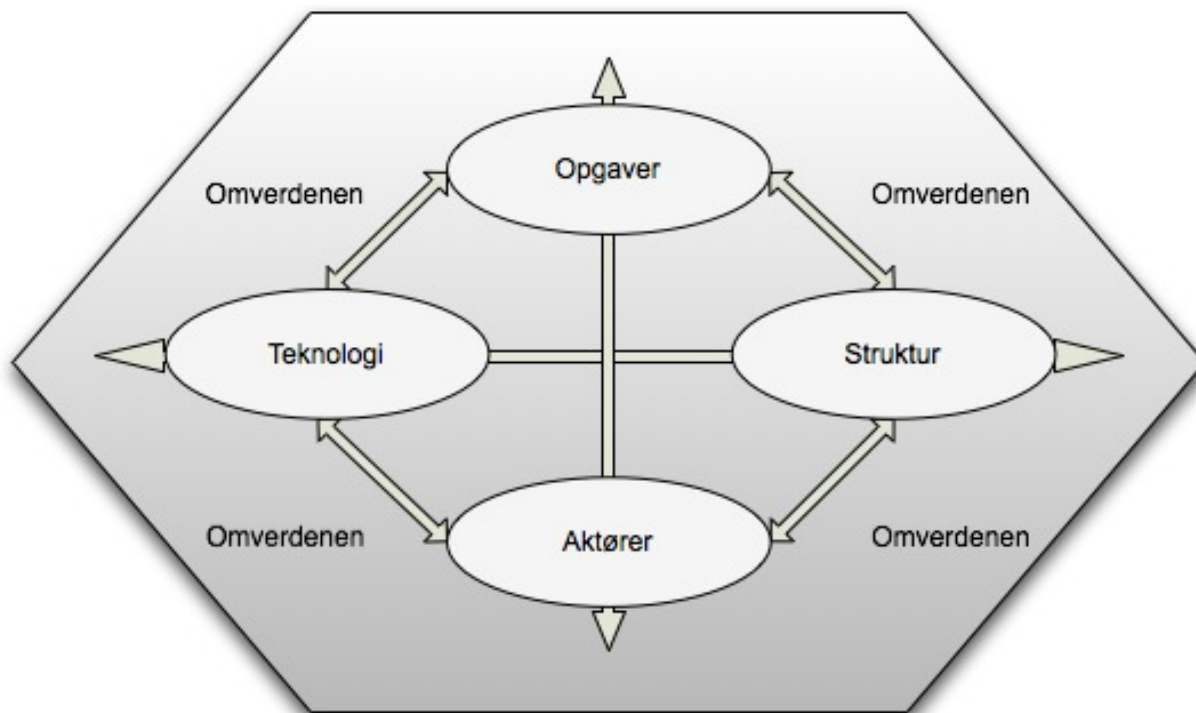 Opgaver
Omverdenen
Omverdenen
Teknologi
Struktur
Omverdenen
Aktører
Omverdenen